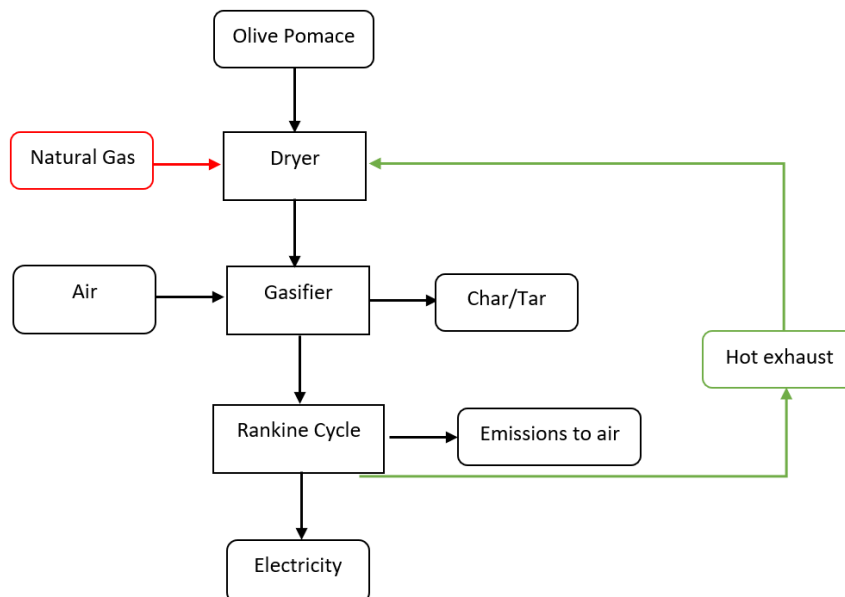 Olive Pomace
Natural Gas
Dryer
Air
Gasifier
Char/Tar
Hot exhaust
Rankine Cycle
Emissions to air
Electricity